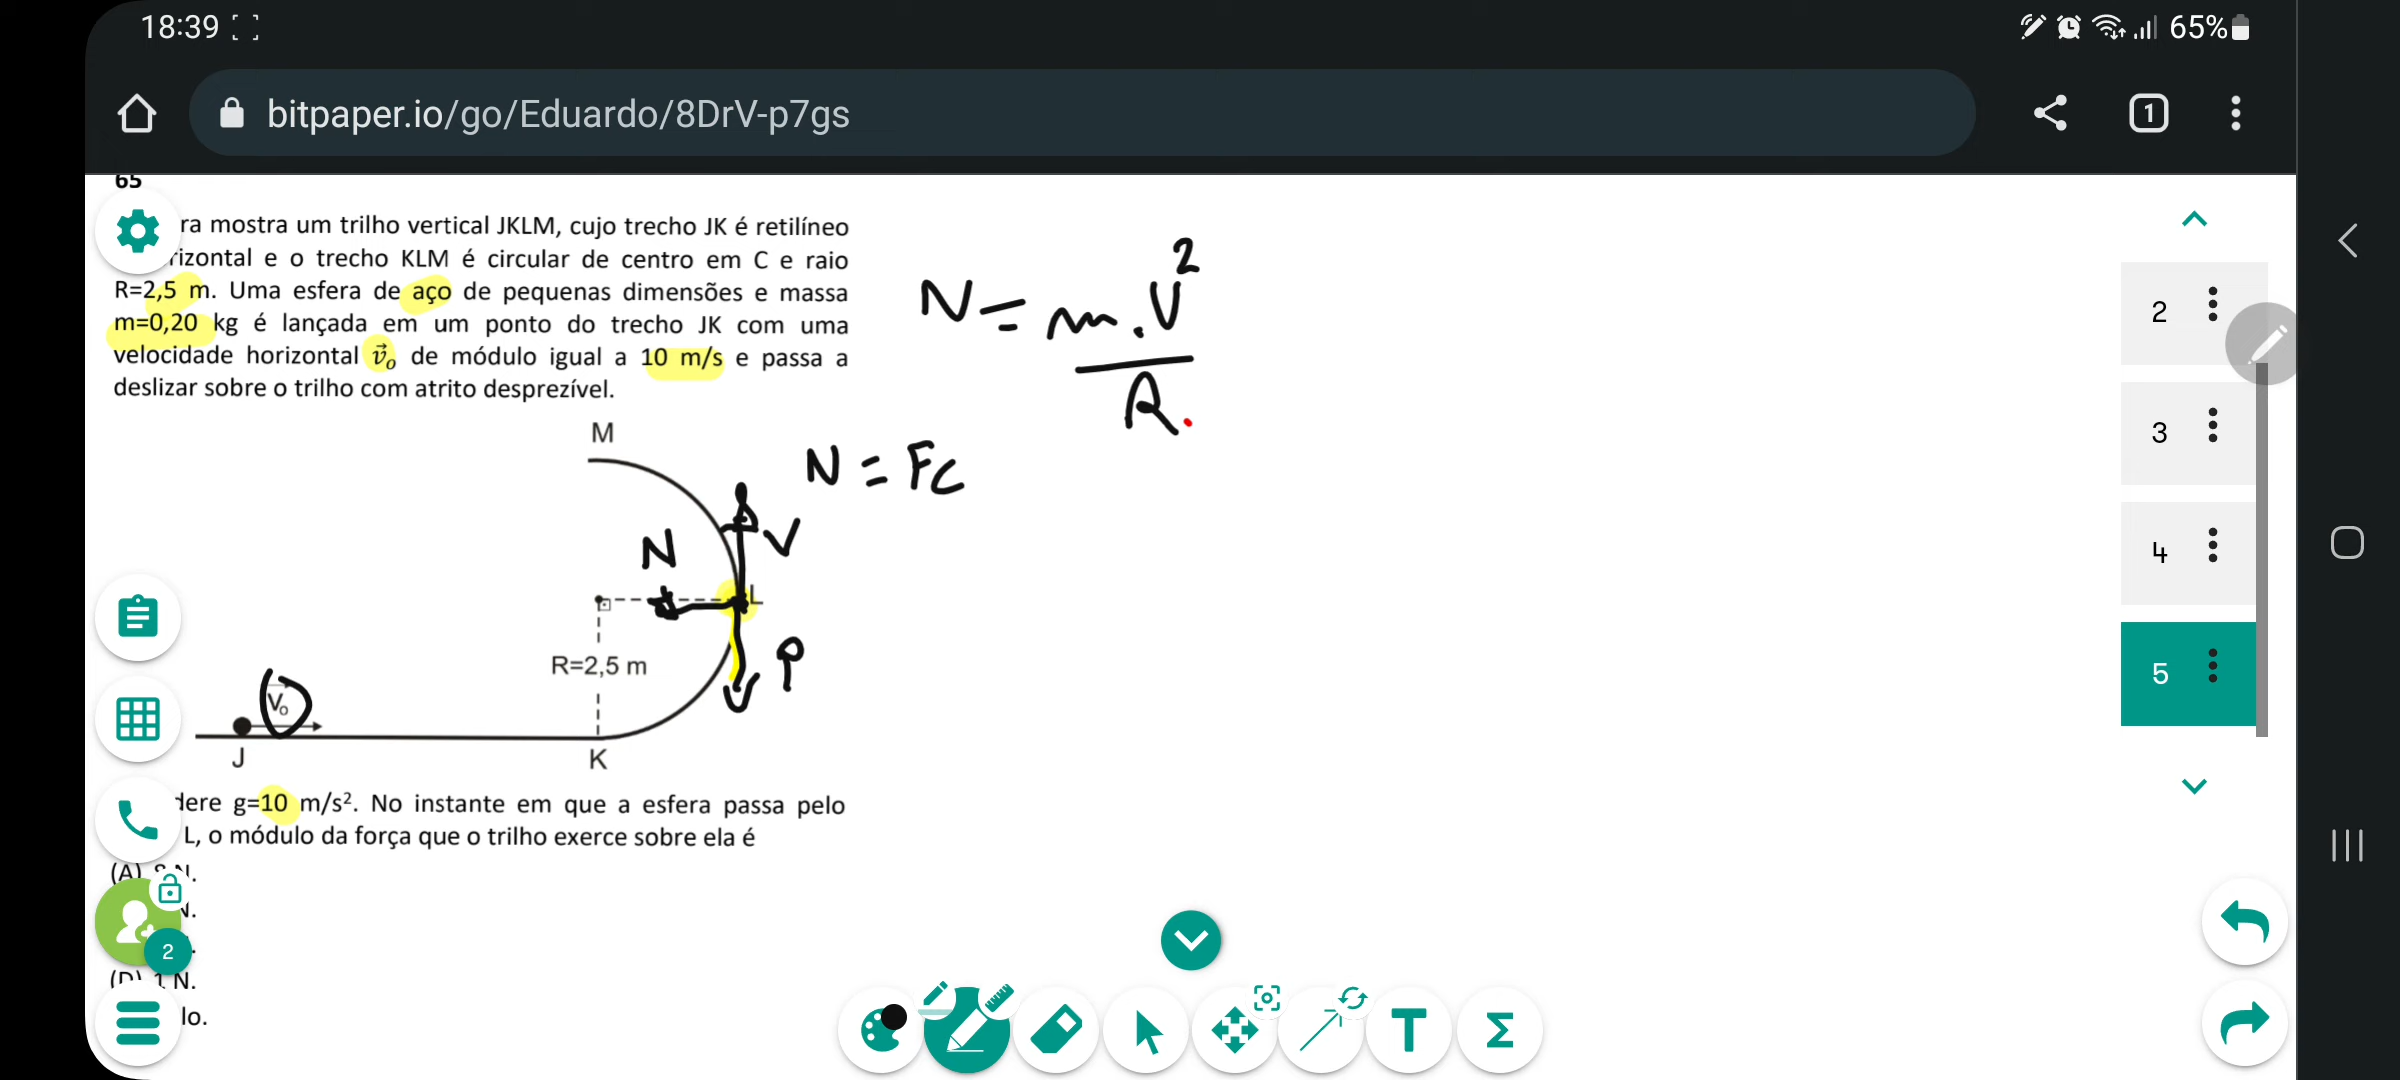 18:39
65%
bitpaper.io/go/Eduardo/8DrV-p7gs
1
65
ra mostra um trilho vertical JKLM, cujo trecho JK é retilíneo
rizontal e o trecho KLM é circular de centro em C e raio
R=2,5 m. Uma esfera de aço de pequenas dimensões e massa
m=0,20 kg é lançada em um ponto do trecho JK com uma
velocidade horizontal v⃗₀ de módulo igual a 10 m/s e passa a
deslizar sobre o trilho com atrito desprezível.
N = m.V²
R
M
N = Fc
N
V
L
P
R=2,5 m
V₀
J
K
dere g=10 m/s². No instante em que a esfera passa pelo
L, o módulo da força que o trilho exerce sobre ela é
(A) 8 N.
N.
(D) 1 N.
lo.
2
2
3
4
5
T
Σ